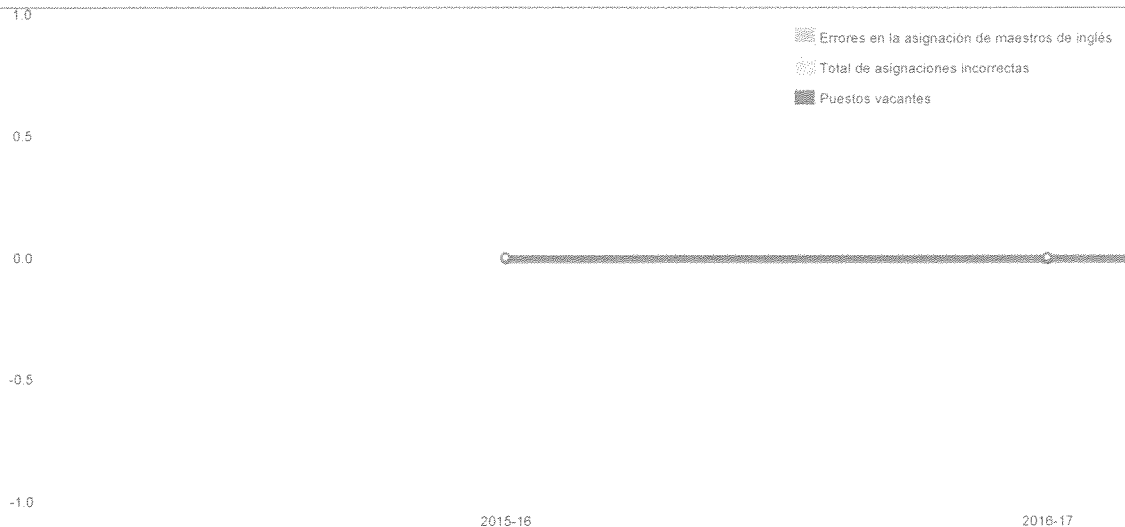 1.0
Errores en la asignación de maestros de inglés
Total de asignaciones incorrectas
Puestos vacantes
0.5
0.0
-0.5
-1.0
2015-16
2016-17